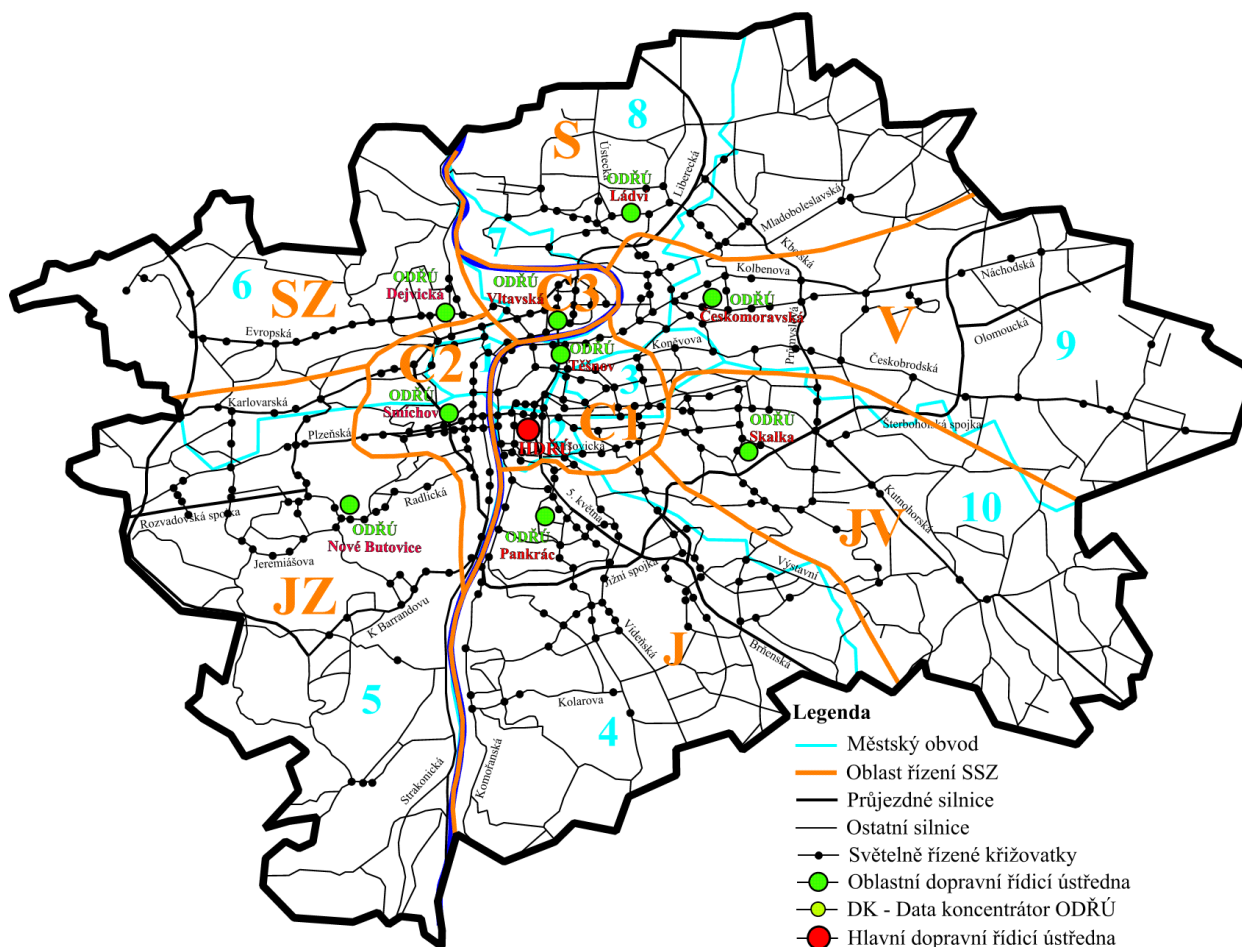 8
S
Ústecká
ODŘÚ
Ládví
Liberecká
Mladoboleslavská
Kbelská
7
6
SZ
ODŘÚ
Dejvická
ODŘÚ
Vltavská
C3
Kolbenova
ODŘÚ
Českomoravská
Náchodská
Olomoucká
V
9
Evropská
Průmyslová
Koněvova
1
ODŘÚ
Těšnov
3
Českobrodská
C2
Karlovarská
ODŘÚ
Smíchov
C1
Plzeňská
2
HDŘÚ
ODŘÚ
Skalka
Štěrboholská spojka
Radlická
5. května
Kutnohorská
10
Rozvadovská spojka
ODŘÚ
Nové Butovice
ODŘÚ
Pankrác
JV
Jeremiášova
Jižní spojka
Výstavní
JZ
K Barrandovu
Vídeňská
J
Brněnská
5
Kolarova
4
Strakonická
Komořanská
Legenda
Městský obvod
Oblast řízení SSZ
Průjezdné silnice
Ostatní silnice
Světelně řízené křižovatky
Oblastní dopravní řídicí ústředna
DK - Data koncentrátor ODŘÚ
Hlavní dopravní řídicí ústředna